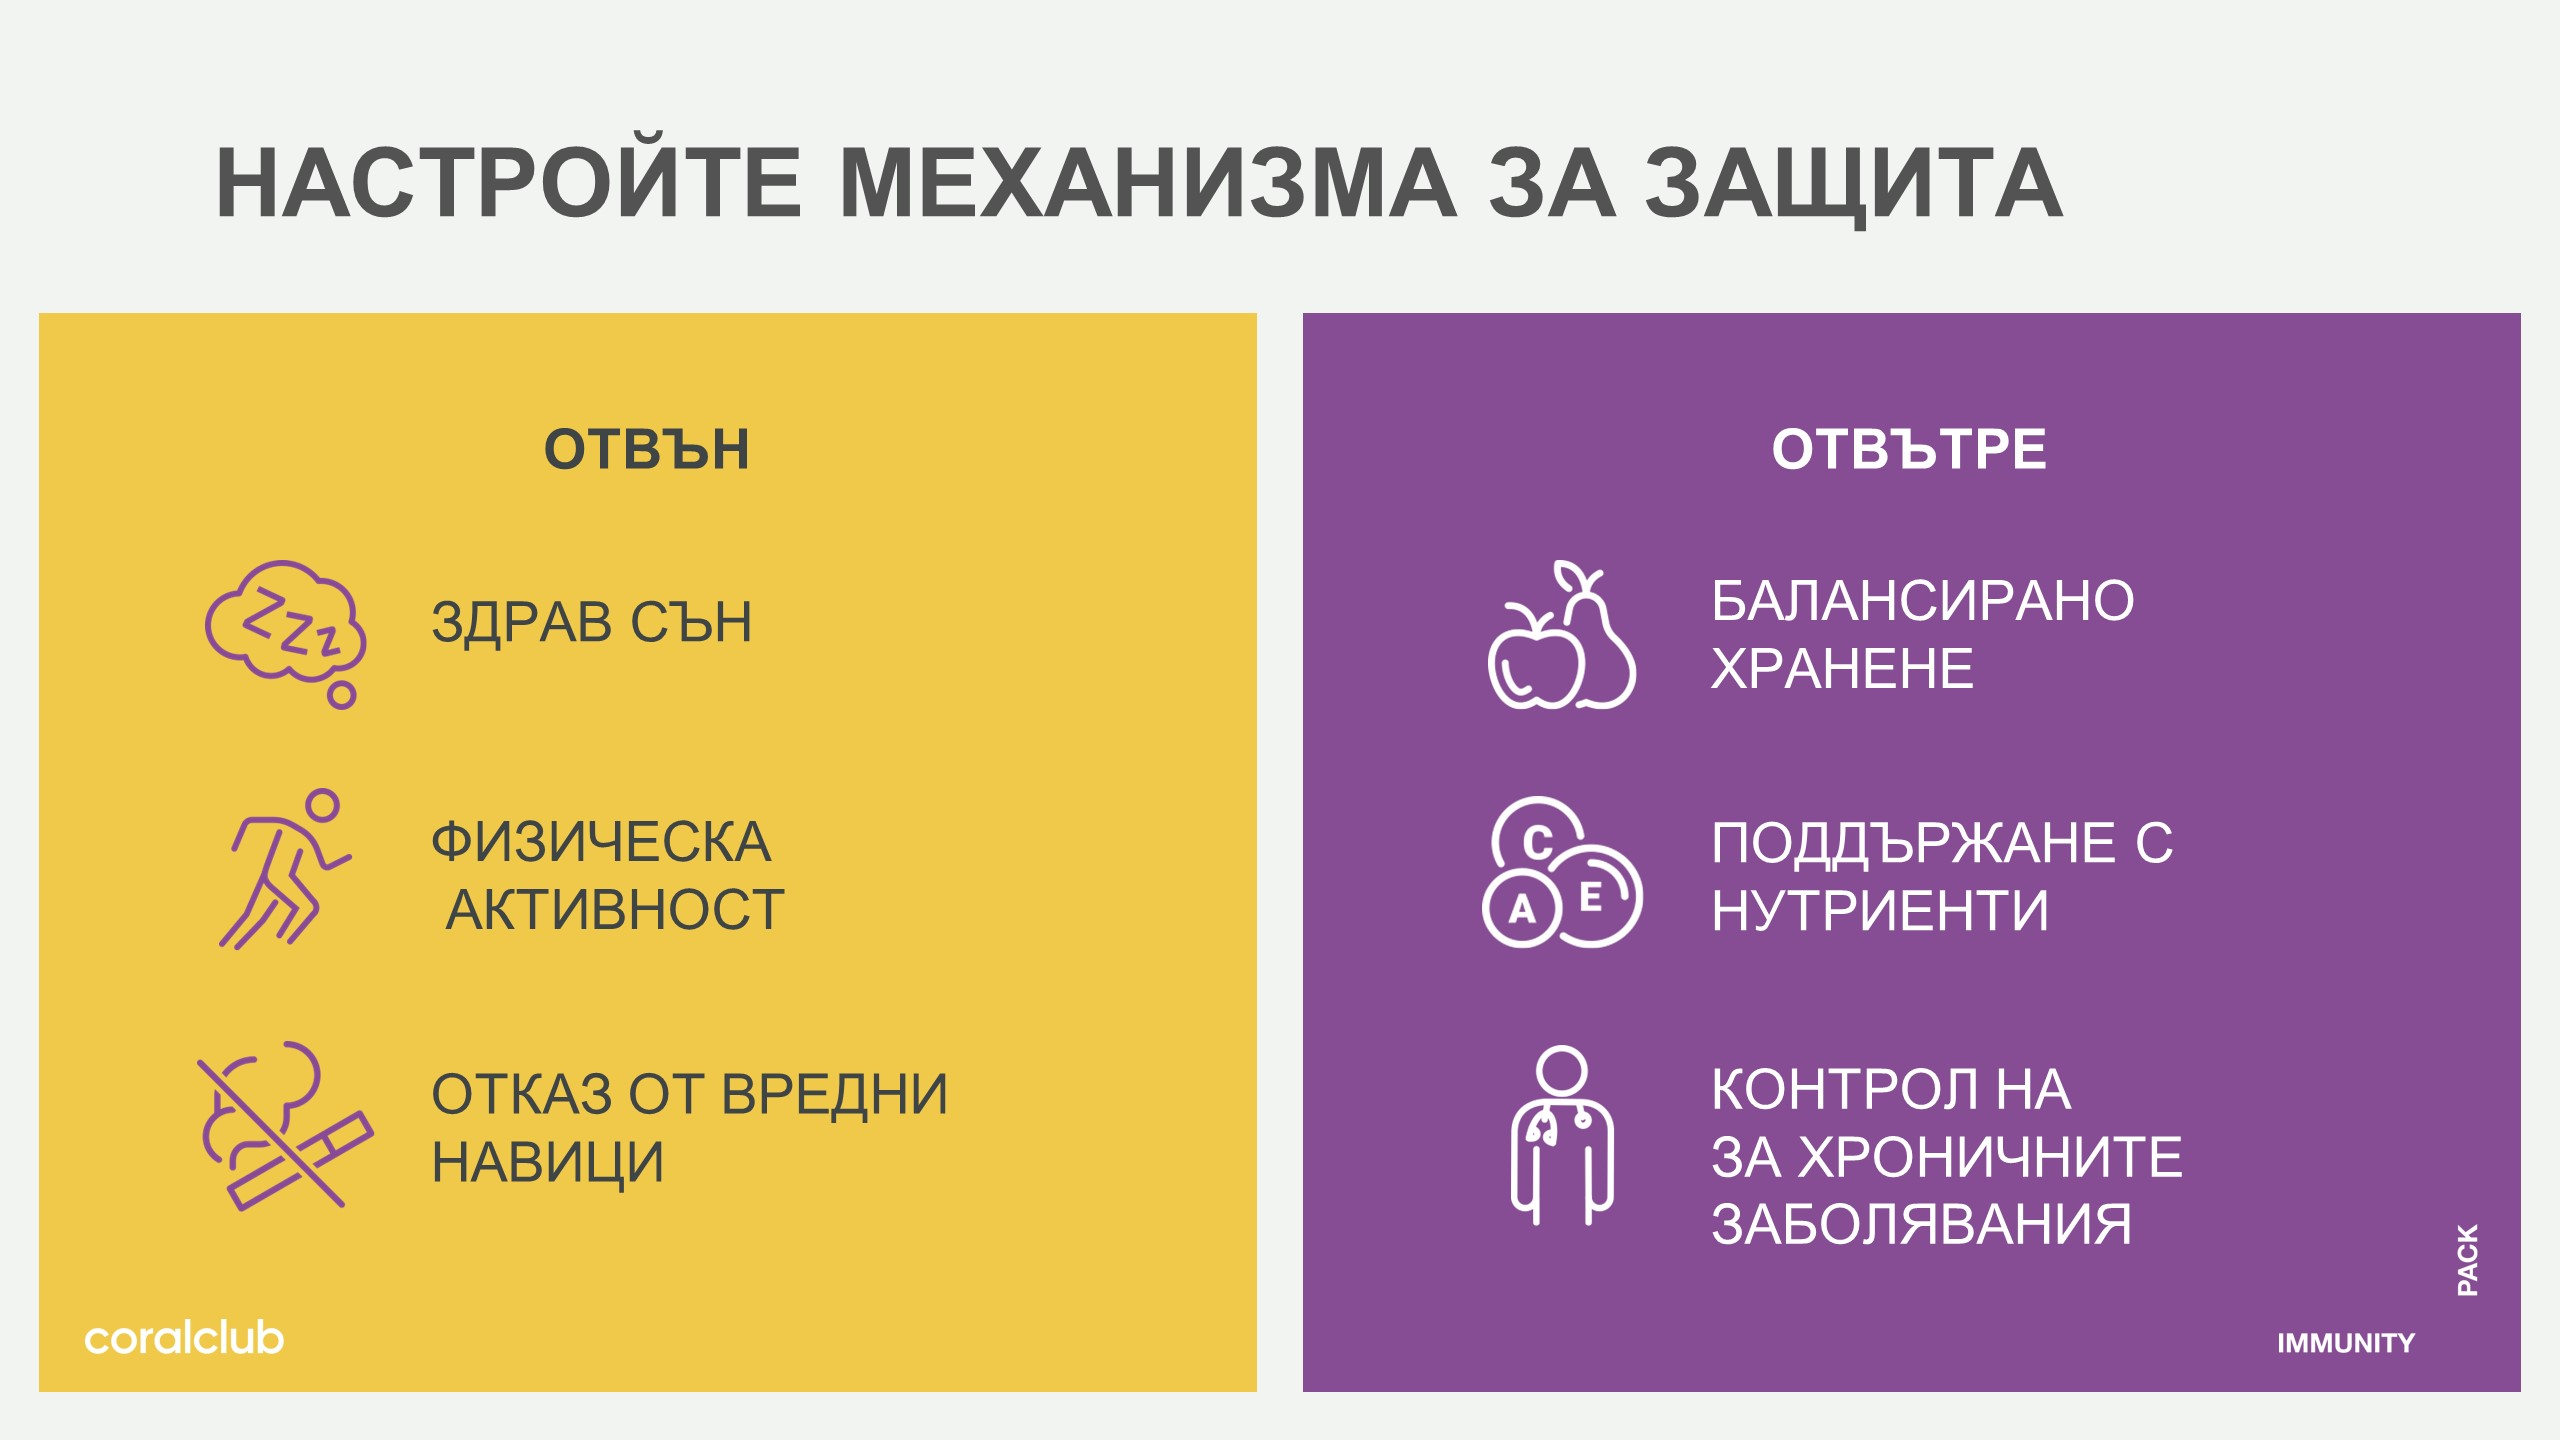 НАСТРОЙТЕ МЕХАНИЗМА ЗА ЗАЩИТА
ОТВЪН
ZZz
ЗДРАВ СЪН
ФИЗИЧЕСКА
АКТИВНОСТ
ОТКАЗ ОТ ВРЕДНИ
НАВИЦИ
coralclub
ОТВЪТРЕ
БАЛАНСИРАНО
ХРАНЕНЕ
C
A E
ПОДДЪРЖАНЕ С
НУТРИЕНТИ
КОНТРОЛ НА
ЗА ХРОНИЧНИТЕ
ЗАБОЛЯВАНИЯ
IMMUNITY
PACK